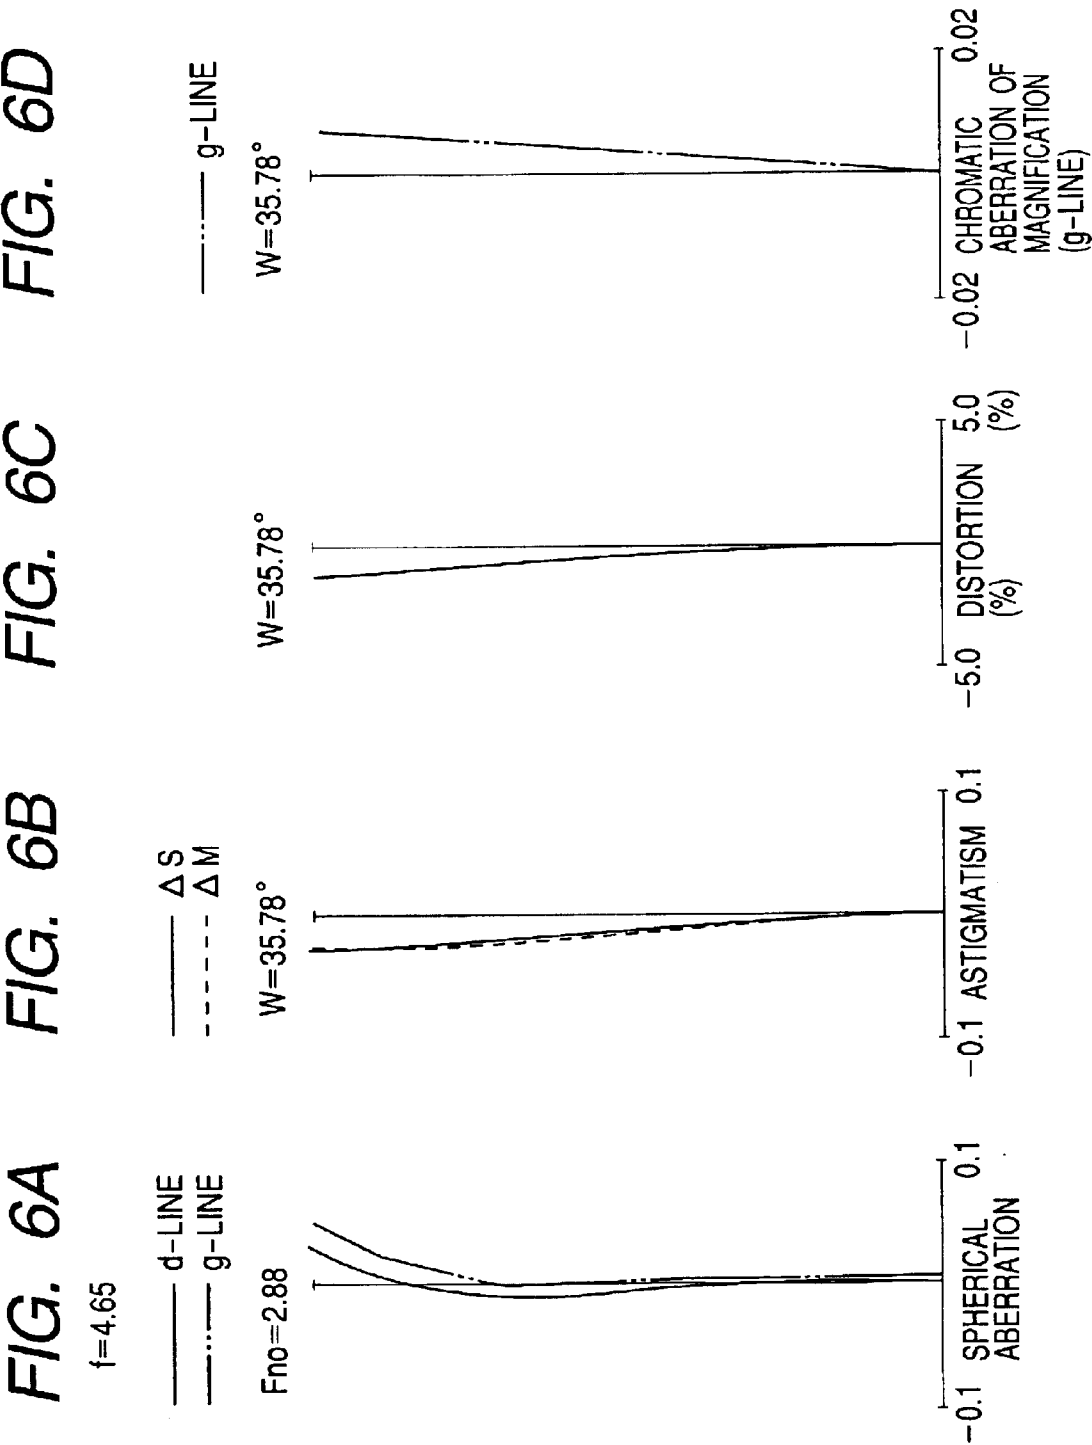 FIG. 6A
f=4.65
d-LINE
g-LINE
Fno=2.88
-0.1
0.1
SPHERICAL
ABERRATION
FIG. 6B
ΔS
ΔM
W=35.78°
-0.1
ASTIGMATISM
0.1
FIG. 6C
W=35.78°
-5.0
DISTORTION
(%)
5.0
(%)
FIG. 6D
g-LINE
W=35.78°
-0.02
0.02
CHROMATIC
ABERRATION OF
MAGNIFICATION
(g-LINE)